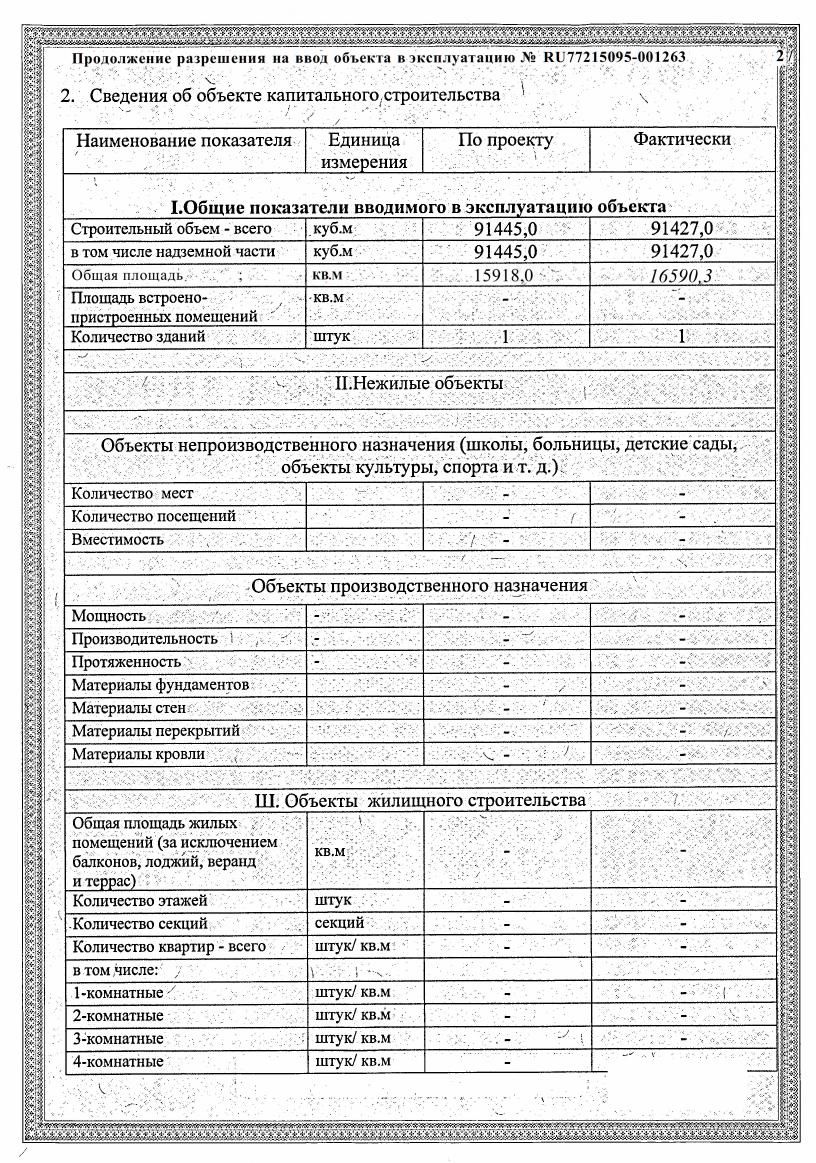 Продолжение разрешения на ввод объекта в эксплуатацию № RU77215095-001263 2
2. Сведения об объекте капитального строительства
Наименование показателя Единица измерения По проекту Фактически
I.Общие показатели вводимого в эксплуатацию объекта
Строительный объем - всего куб.м 91445,0 91427,0
в том числе надземной части куб.м 91445,0 91427,0
Общая площадь кв.м 15918,0 16590,3
Площадь встроено-
пристроенных помещений кв.м - -
Количество зданий штук 1 1
II.Нежилые объекты
Объекты непроизводственного назначения (школы, больницы, детские сады,
объекты культуры, спорта и т. д.)
Количество мест - -
Количество посещений - -
Вместимость - -
Объекты производственного назначения
Мощность - - -
Производительность - - -
Протяженность - - -
Материалы фундаментов - -
Материалы стен - -
Материалы перекрытий - -
Материалы кровли - -
III. Объекты жилищного строительства
Общая площадь жилых
помещений (за исключением
балконов, лоджий, веранд
и террас) кв.м - -
Количество этажей штук - -
Количество секций секций - -
Количество квартир - всего штук/ кв.м - -
в том числе:
1-комнатные штук/ кв.м - -
2-комнатные штук/ кв.м - -
3-комнатные штук/ кв.м - -
4-комнатные штук/ кв.м -